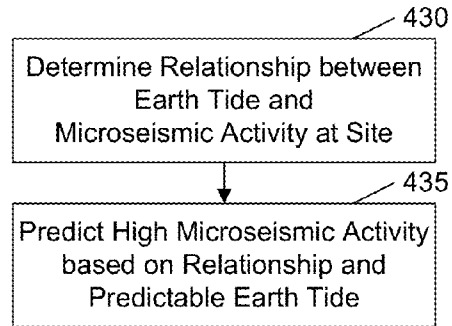 430
Determine Relationship between
Earth Tide and
Microseismic Activity at Site
435
Predict High Microseismic Activity
based on Relationship and
Predictable Earth Tide